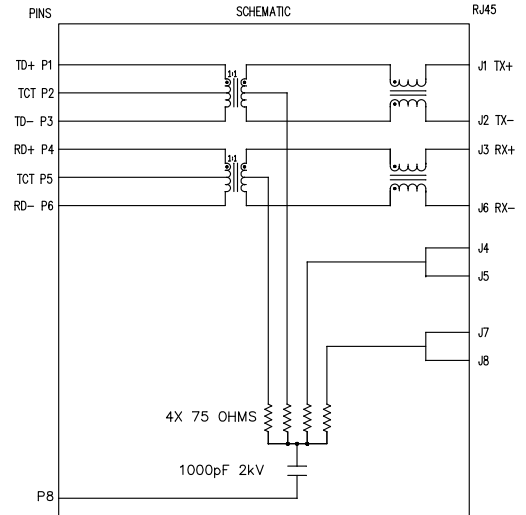 PINS SCHEMATIC RJ45
TD+ P1 1:1 J1 TX+
TCT P2
TD- P3 J2 TX-
RD+ P4 1:1 J3 RX+
TCT P5
RD- P6 J6 RX-
J4
J5
J7
J8
4X 75 OHMS
1000pF 2kV
P8